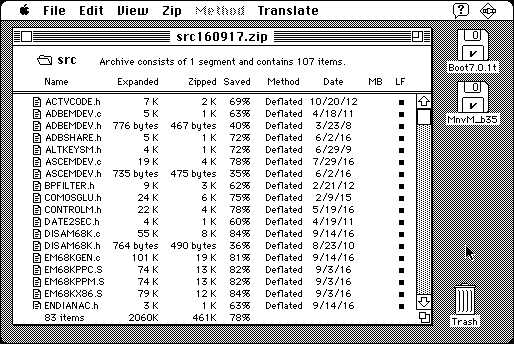 File Edit View Zip Method Translate
src160917.zip
src Archive consists of 1 segment and contains 107 items.
Name Expanded Zipped Saved Method Date MB LF
ACTVCODE.h 7 K 2 K 69% Deflated 10/20/12
ADBEMDEV.c 5 K 1 K 72% Deflated 4/18/11
ADBEMDEV.h 776 bytes 467 bytes 40% Deflated 3/23/8
ADBSHARE.h 5 K 1 K 72% Deflated 6/2/16
ALTKEYSM.h 4 K 1 K 72% Deflated 6/29/9
ASCEMDEV.c 19 K 4 K 78% Deflated 7/29/16
ASCEMDEV.h 735 bytes 475 bytes 35% Deflated 6/2/16
BPFILTER.h 9 K 3 K 62% Deflated 2/21/12
COMOSGLU.h 24 K 6 K 75% Deflated 2/9/15
CONTROLM.h 22 K 4 K 78% Deflated 5/19/16
DATE2SEC.h 4 K 1 K 60% Deflated 4/19/11
DISAM68K.c 55 K 8 K 84% Deflated 9/14/16
DISAM68K.h 764 bytes 490 bytes 36% Deflated 8/23/10
EM68KGEN.c 101 K 19 K 81% Deflated 9/14/16
EM68KPPC.S 74 K 13 K 82% Deflated 9/3/16
EM68KPPM.S 74 K 13 K 82% Deflated 9/3/16
EM68KX86.S 79 K 12 K 84% Deflated 9/3/16
ENDIANAC.h 3 K 1 K 63% Deflated 9/14/16
83 items 2060K 461K 78%
Boot7.0.1t
MnvM_b35
Trash